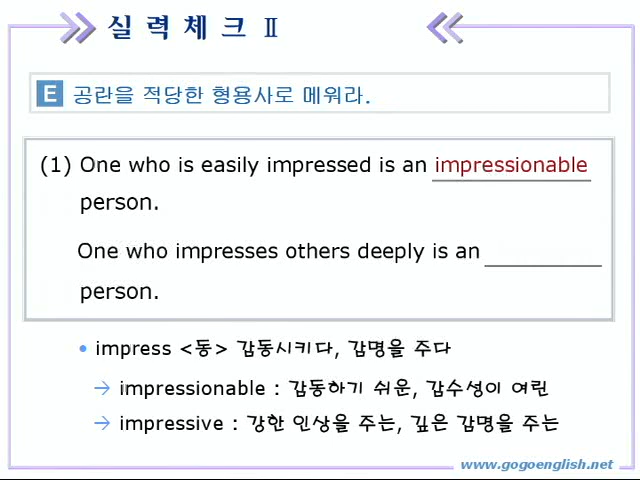 실 력 체 크 Ⅱ
E 공란을 적당한 형용사로 메워라.
(1) One who is easily impressed is an impressionable
person.
One who impresses others deeply is an ________
person.
• impress <동> 감동시키다, 감명을 주다
→ impressionable : 감동하기 쉬운, 감수성이 여린
→ impressive : 강한 인상을 주는, 깊은 감명을 주는
www.gogoenglish.net